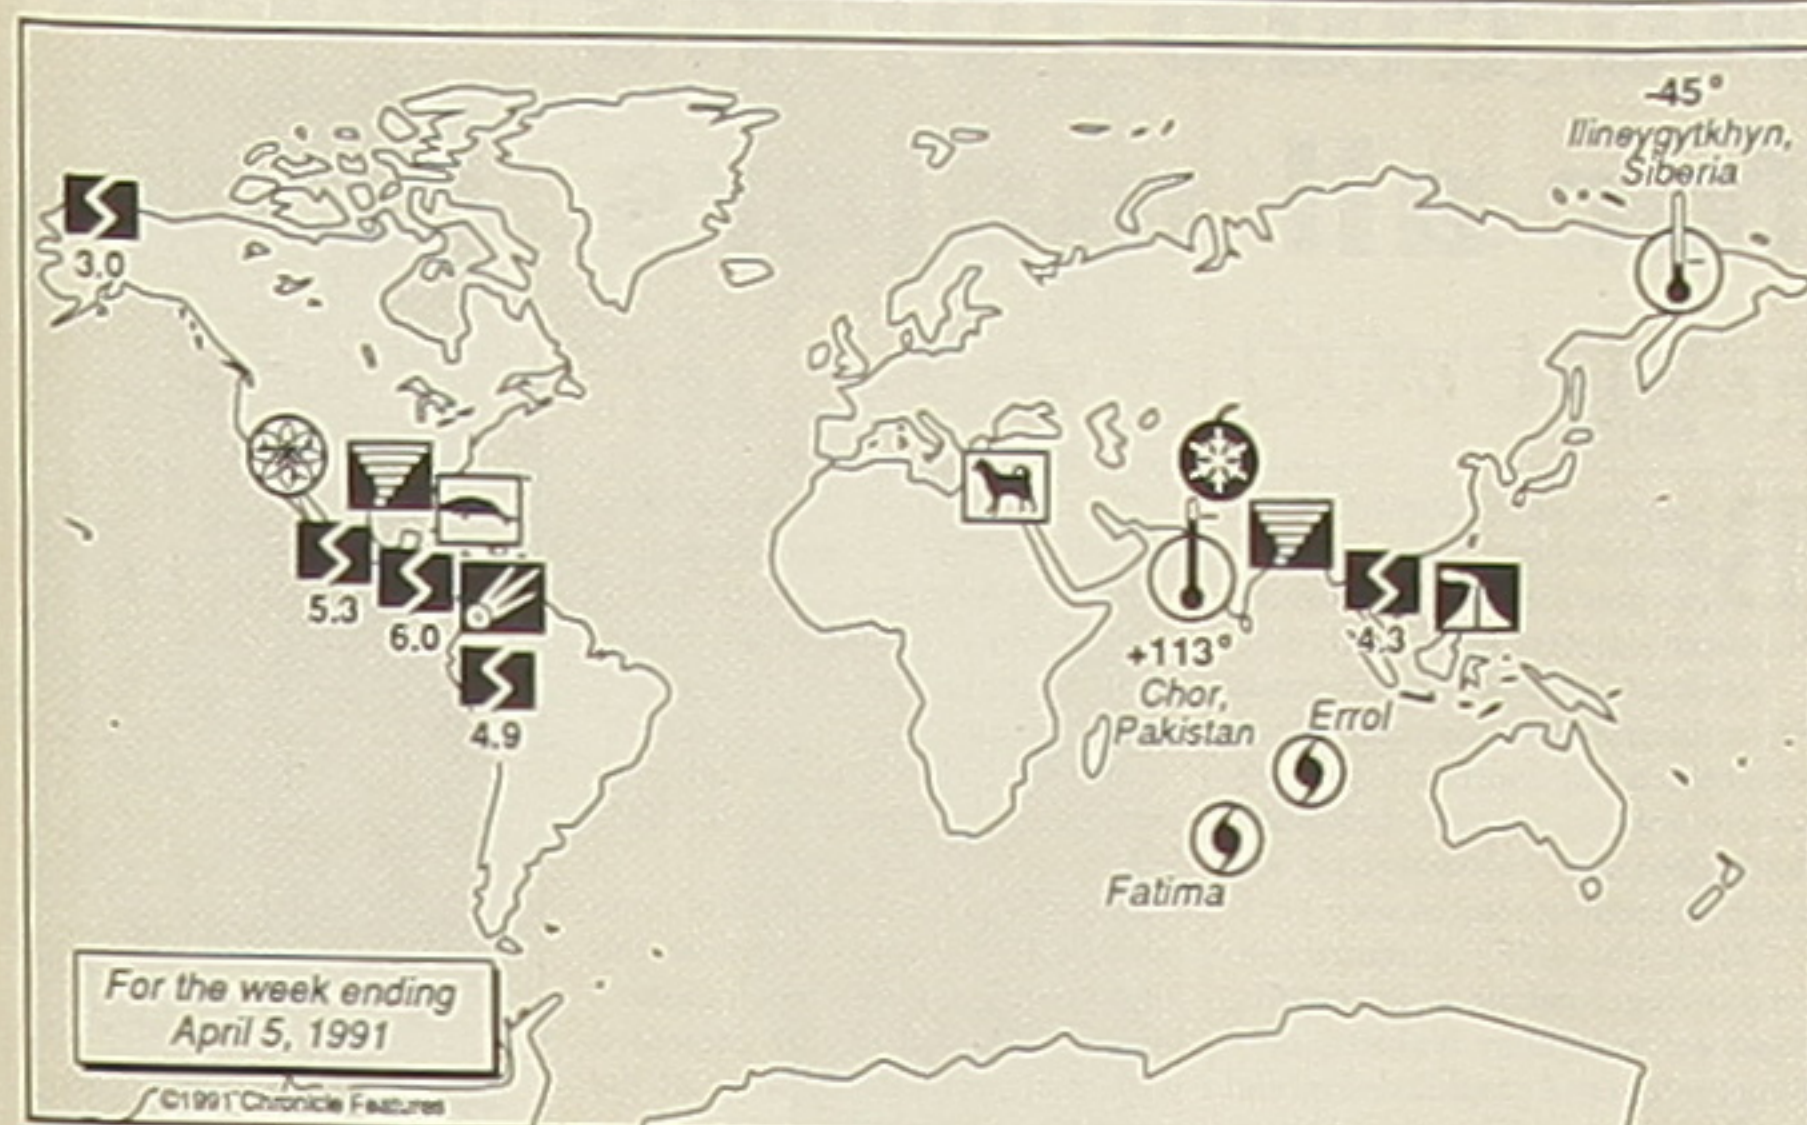 -45°
Ilineygytkhyn,
Siberia
3.0
5.3
6.0
4.9
4.3
+113°
Chor,
Pakistan
Errol
Fatima
For the week ending
April 5, 1991
©1991 Chronicle Features